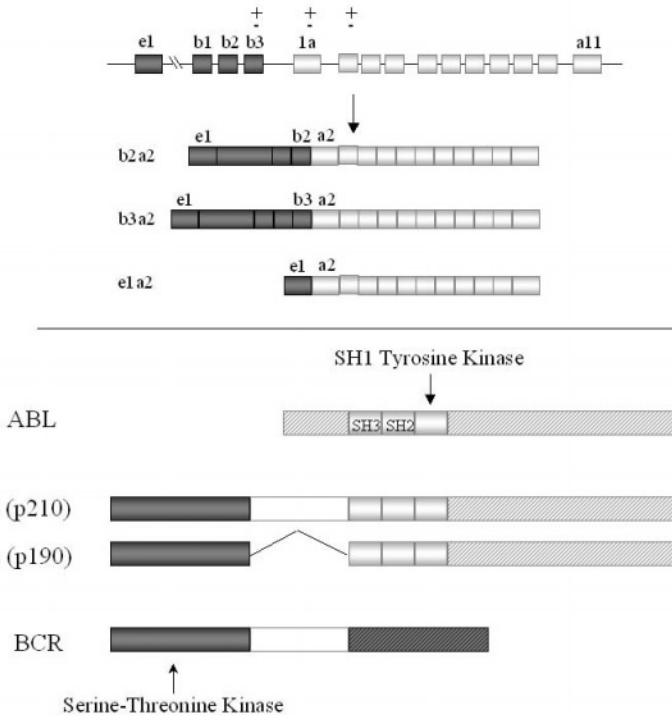 + + +
- - -
e1 b1 b2 b3 1a a11
e1 b2 a2
b2a2
e1 b3 a2
b3a2
e1 a2
e1a2
SH1 Tyrosine Kinase
ABL SH3 SH2
(p210)
(p190)
BCR
Serine-Threonine Kinase